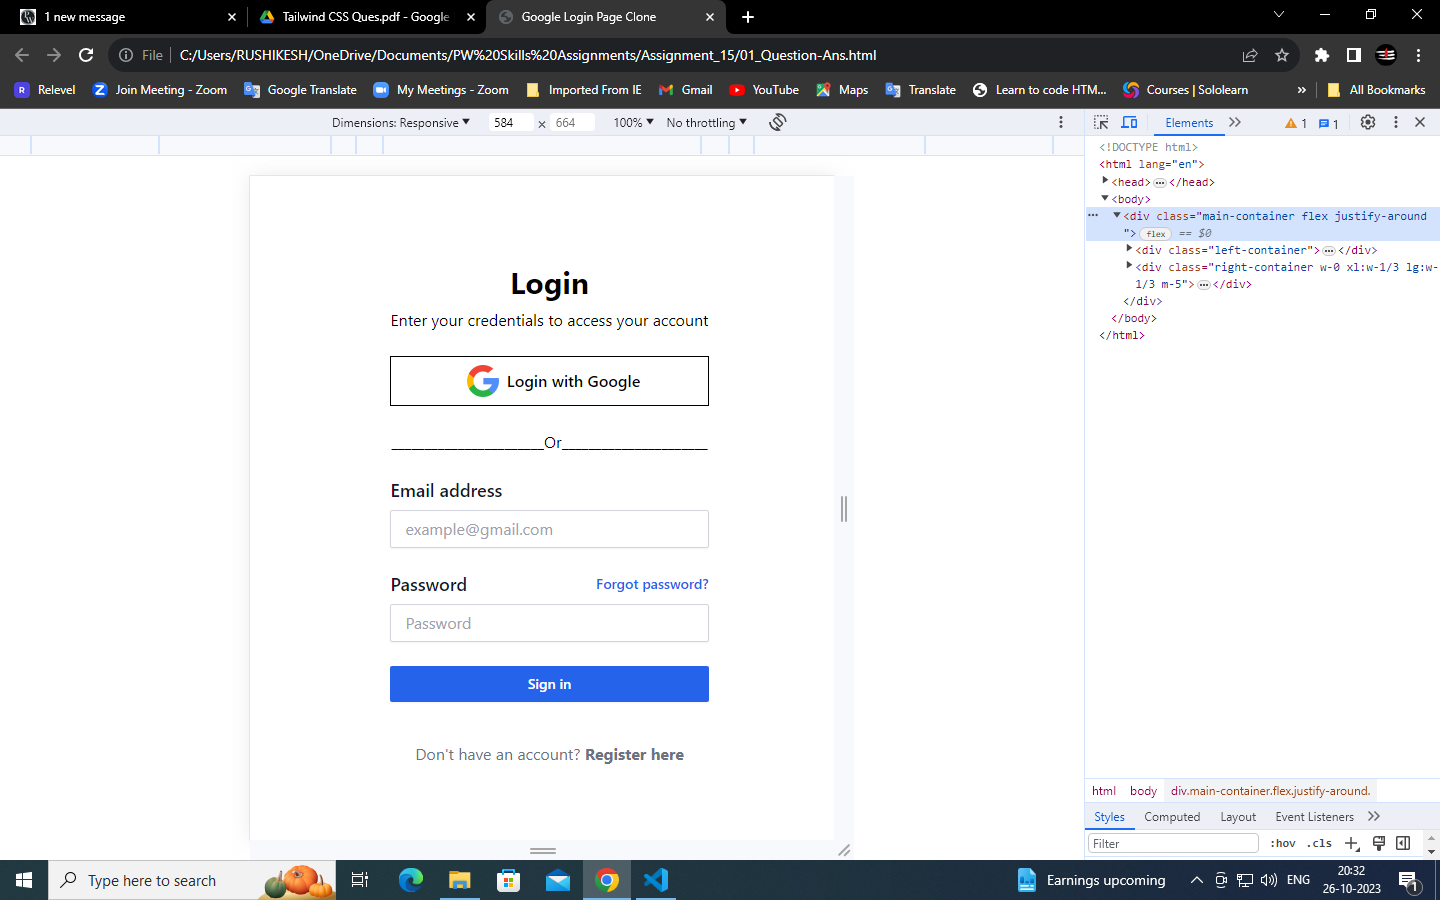 1 new message
Tailwind CSS Ques.pdf - Google
Google Login Page Clone
File
C:/Users/RUSHIKESH/OneDrive/Documents/PW%20Skills%20Assignments/Assignment_15/01_Question-Ans.html
Relevel
Join Meeting - Zoom
Google Translate
My Meetings - Zoom
Imported From IE
Gmail
YouTube
Maps
Translate
Learn to code HTM...
Courses | Sololearn
»
All Bookmarks
Dimensions: Responsive
584 × 664
100%
No throttling
Elements
1
1
Login
Enter your credentials to access your account
Login with Google
Or
Email address
example@gmail.com
Password
Forgot password?
Password
Sign in
Don't have an account? Register here
<!DOCTYPE html>
<html lang="en">
<head>…</head>
<body>
… <div class="main-container flex justify-around
"> flex == $0
<div class="left-container">…</div>
<div class="right-container w-0 xl:w-1/3 lg:w-
1/3 m-5">…</div>
</div>
</body>
</html>
html body div.main-container.flex.justify-around.
Styles Computed Layout Event Listeners
Filter
:hov .cls
Type here to search
Earnings upcoming
ENG
20:32
26-10-2023
1